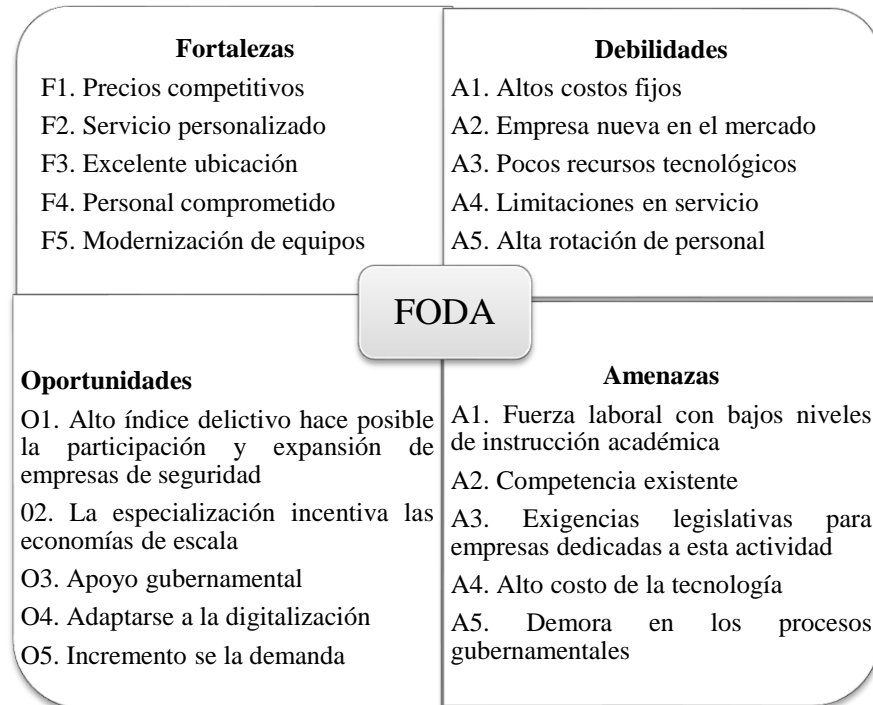 Fortalezas
F1. Precios competitivos
F2. Servicio personalizado
F3. Excelente ubicación
F4. Personal comprometido
F5. Modernización de equipos
Debilidades
A1. Altos costos fijos
A2. Empresa nueva en el mercado
A3. Pocos recursos tecnológicos
A4. Limitaciones en servicio
A5. Alta rotación de personal
FODA
Oportunidades
O1. Alto índice delictivo hace posible
la participación y expansión de
empresas de seguridad
02. La especialización incentiva las
economías de escala
O3. Apoyo gubernamental
O4. Adaptarse a la digitalización
O5. Incremento se la demanda
Amenazas
A1. Fuerza laboral con bajos niveles
de instrucción académica
A2. Competencia existente
A3. Exigencias legislativas para
empresas dedicadas a esta actividad
A4. Alto costo de la tecnología
A5. Demora en los procesos
gubernamentales